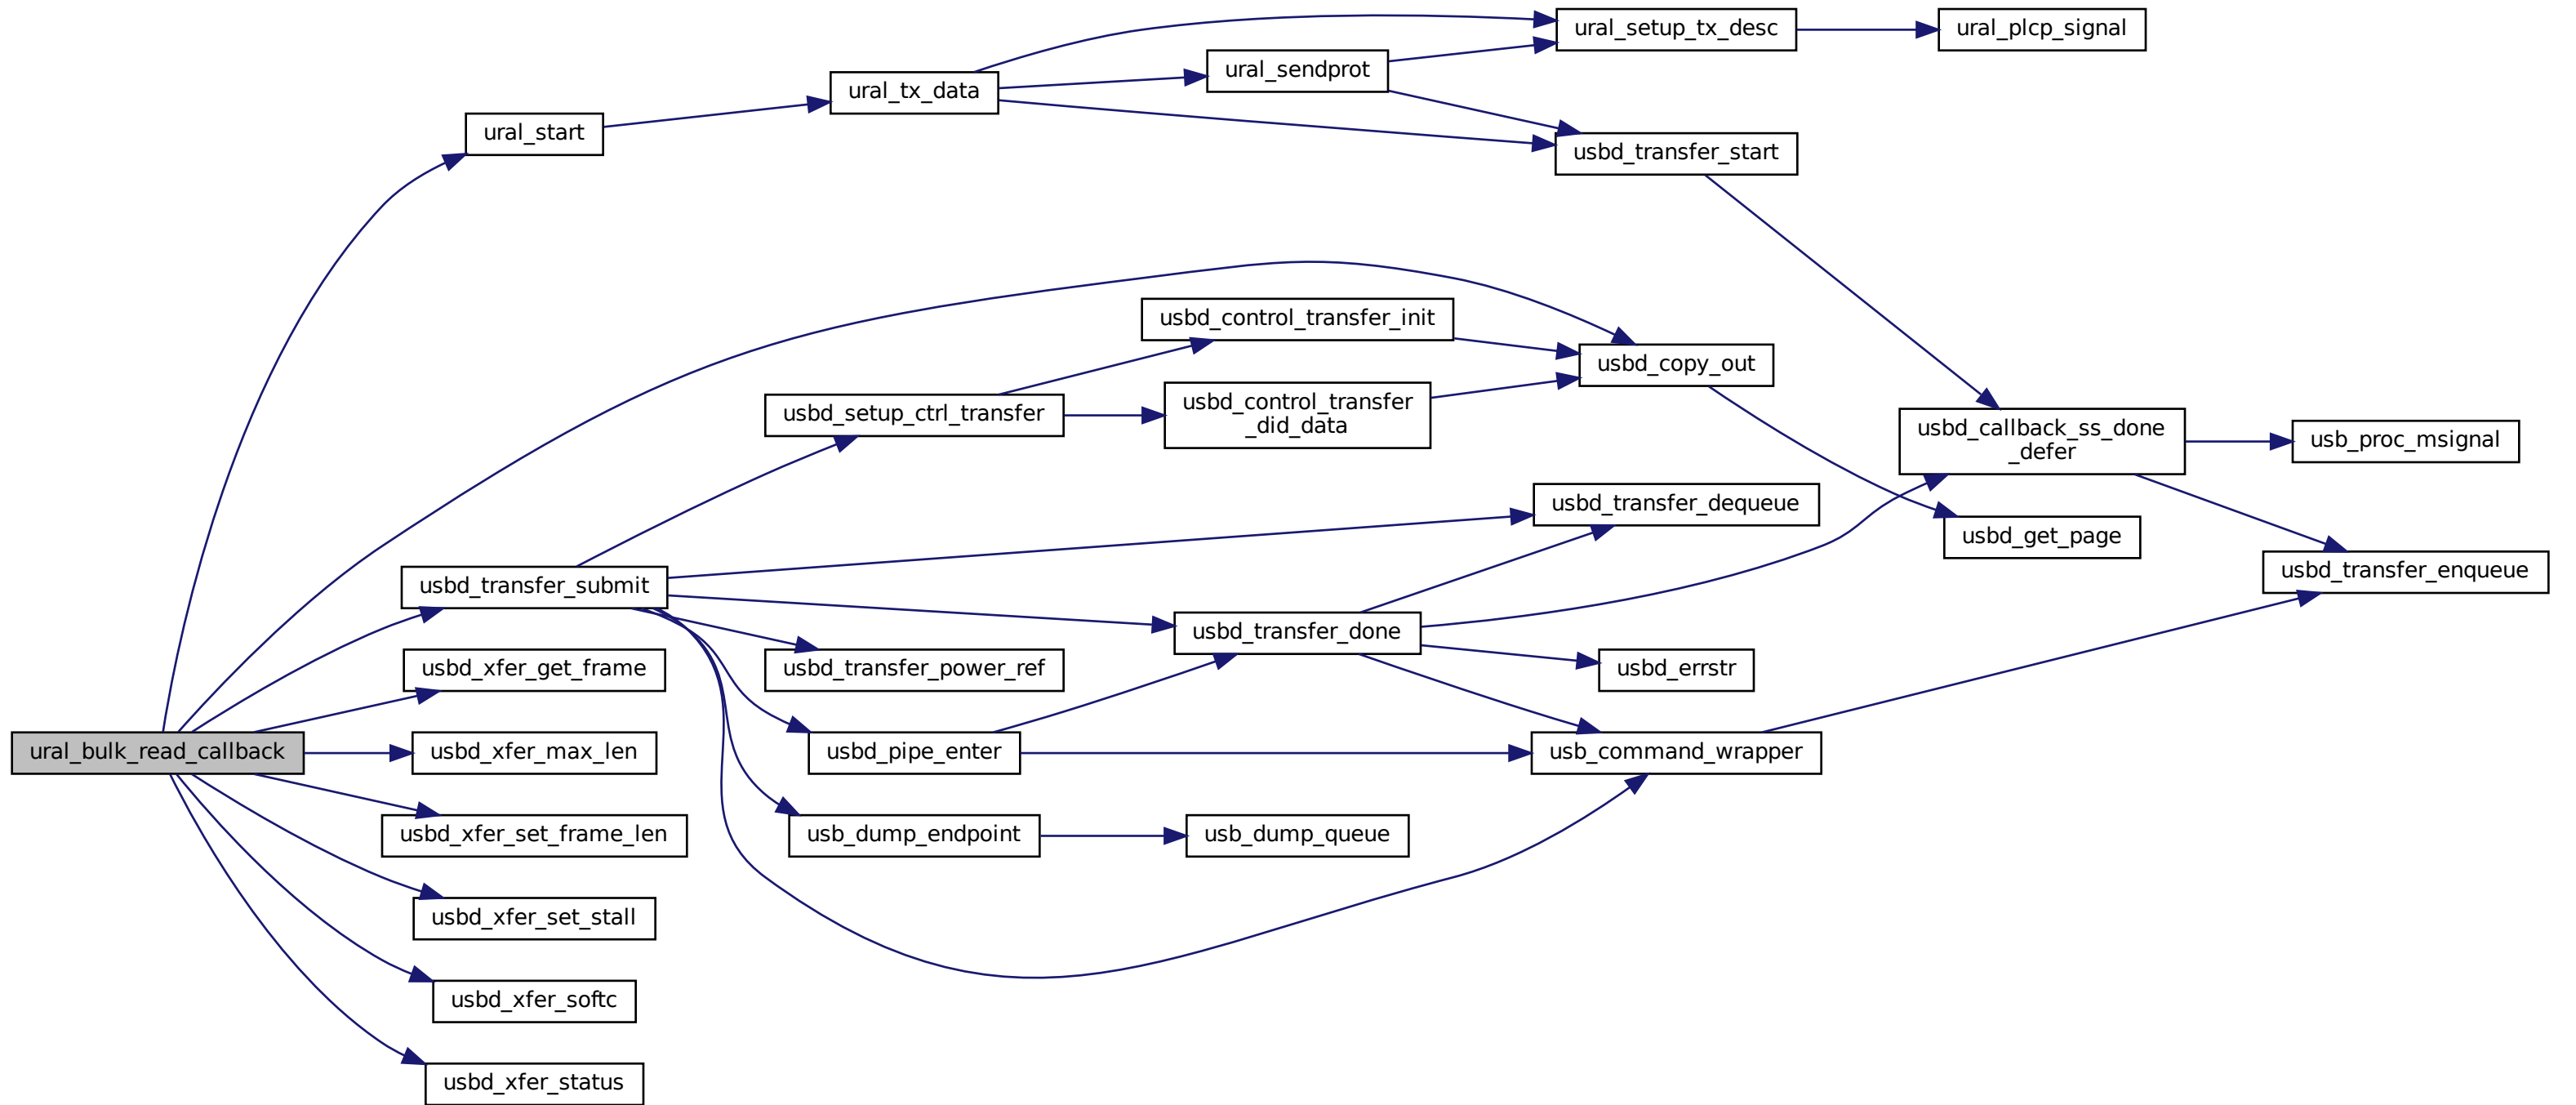 ural_setup_tx_desc
ural_plcp_signal
ural_sendprot
ural_tx_data
ural_start
usbd_transfer_start
usbd_control_transfer_init
usbd_copy_out
usbd_setup_ctrl_transfer
usbd_control_transfer
_did_data
usbd_callback_ss_done
_defer
usb_proc_msignal
usbd_transfer_dequeue
usbd_get_page
usbd_transfer_enqueue
usbd_transfer_submit
usbd_transfer_done
usbd_xfer_get_frame
usbd_transfer_power_ref
usbd_errstr
ural_bulk_read_callback
usbd_xfer_max_len
usbd_pipe_enter
usb_command_wrapper
usbd_xfer_set_frame_len
usb_dump_endpoint
usb_dump_queue
usbd_xfer_set_stall
usbd_xfer_softc
usbd_xfer_status